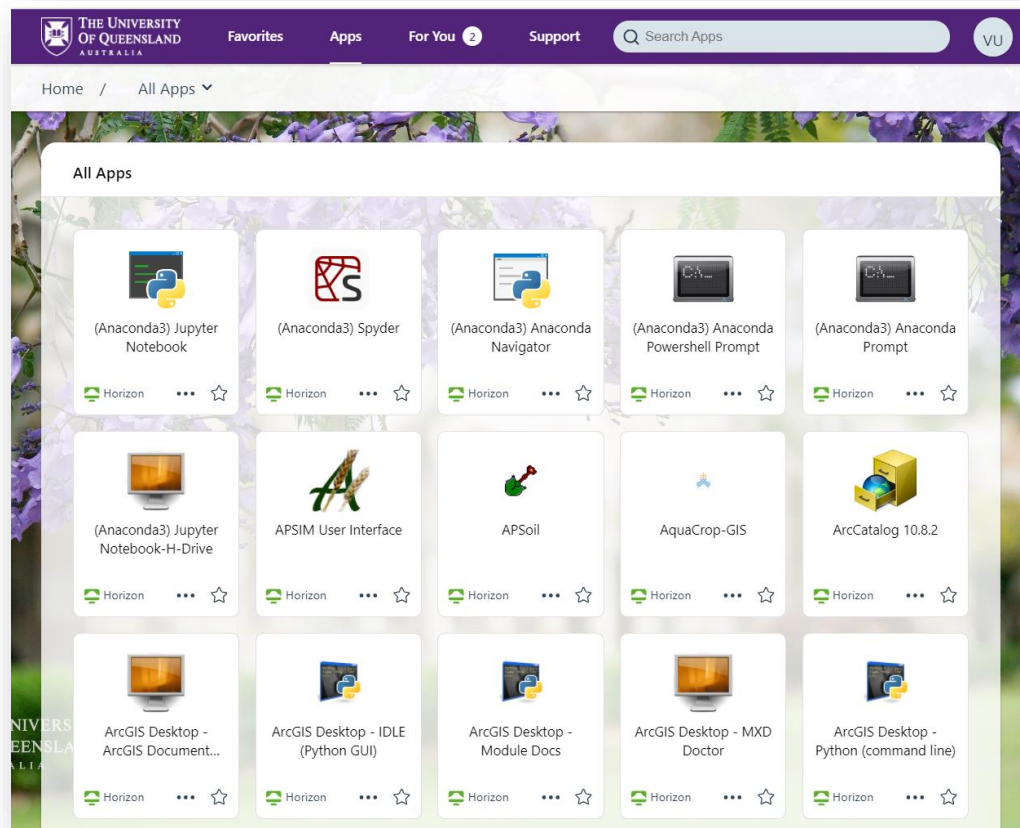 THE UNIVERSITY
OF QUEENSLAND
AUSTRALIA
Favorites
Apps
For You 2
Support
Search Apps
VU
Home / All Apps
All Apps
(Anaconda3) Jupyter
Notebook
(Anaconda3) Spyder
(Anaconda3) Anaconda
Navigator
(Anaconda3) Anaconda
Powershell Prompt
(Anaconda3) Anaconda
Prompt
Horizon
Horizon
Horizon
Horizon
Horizon
(Anaconda3) Jupyter
Notebook-H-Drive
APSIM User Interface
APSoil
AquaCrop-GIS
ArcCatalog 10.8.2
Horizon
Horizon
Horizon
Horizon
Horizon
ArcGIS Desktop -
ArcGIS Document...
ArcGIS Desktop - IDLE
(Python GUI)
ArcGIS Desktop -
Module Docs
ArcGIS Desktop - MXD
Doctor
ArcGIS Desktop -
Python (command line)
NIVERS
EENSLA
ALIA
Horizon
Horizon
Horizon
Horizon
Horizon